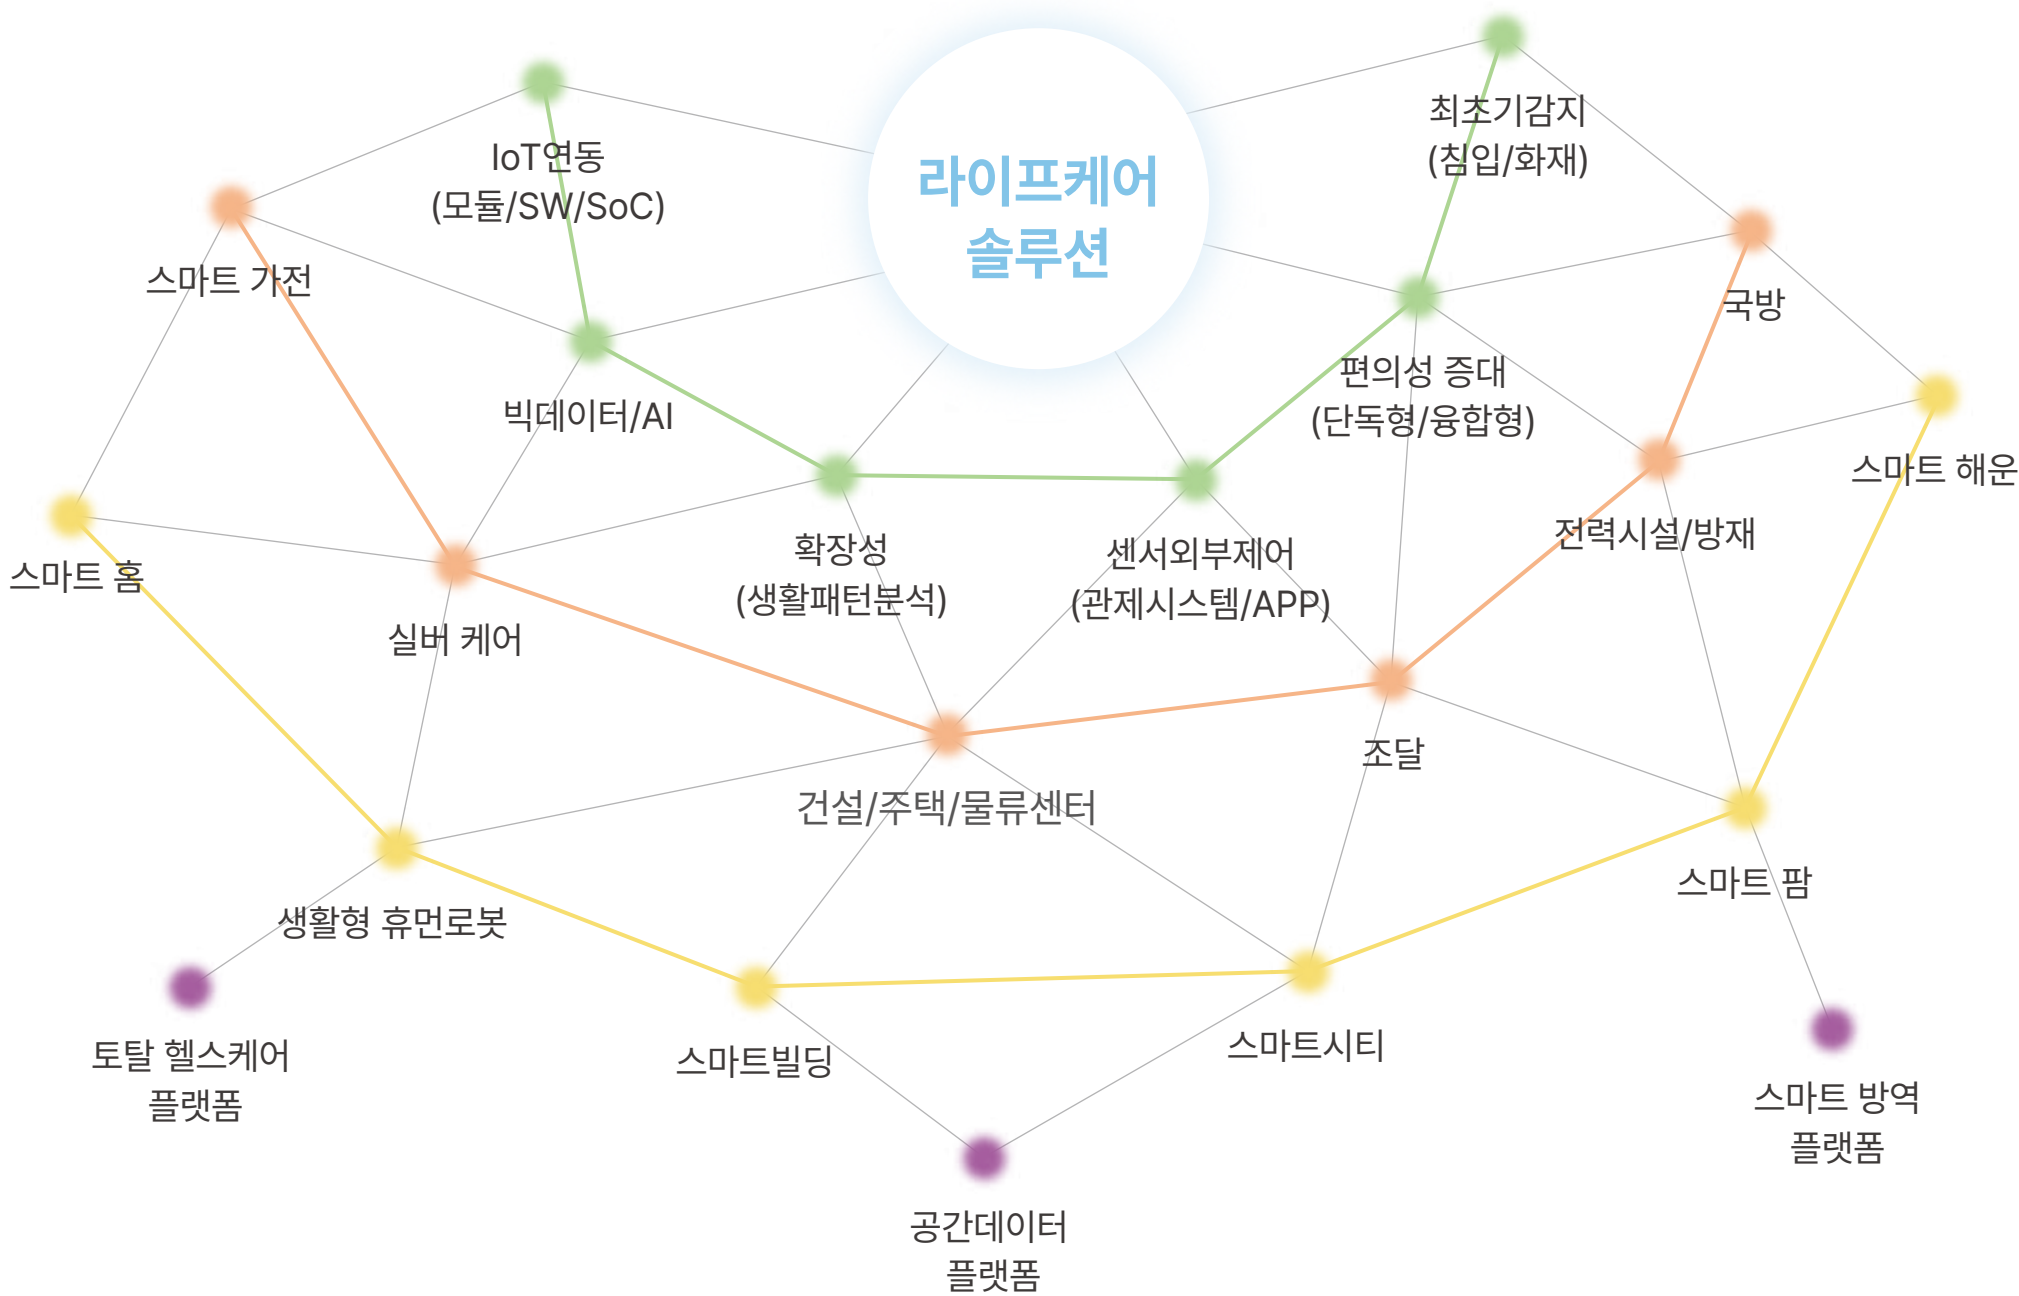 최초기감지
(침입/화재)
IoT연동
(모듈/SW/SoC)
라이프케어
솔루션
스마트 가전
국방
편의성 증대
(단독형/융합형)
빅데이터/AI
스마트 해운
전력시설/방재
확장성
(생활패턴분석)
센서외부제어
(관제시스템/APP)
스마트 홈
실버 케어
조달
건설/주택/물류센터
스마트 팜
생활형 휴먼로봇
스마트시티
토탈 헬스케어
플랫폼
스마트빌딩
스마트 방역
플랫폼
공간데이터
플랫폼